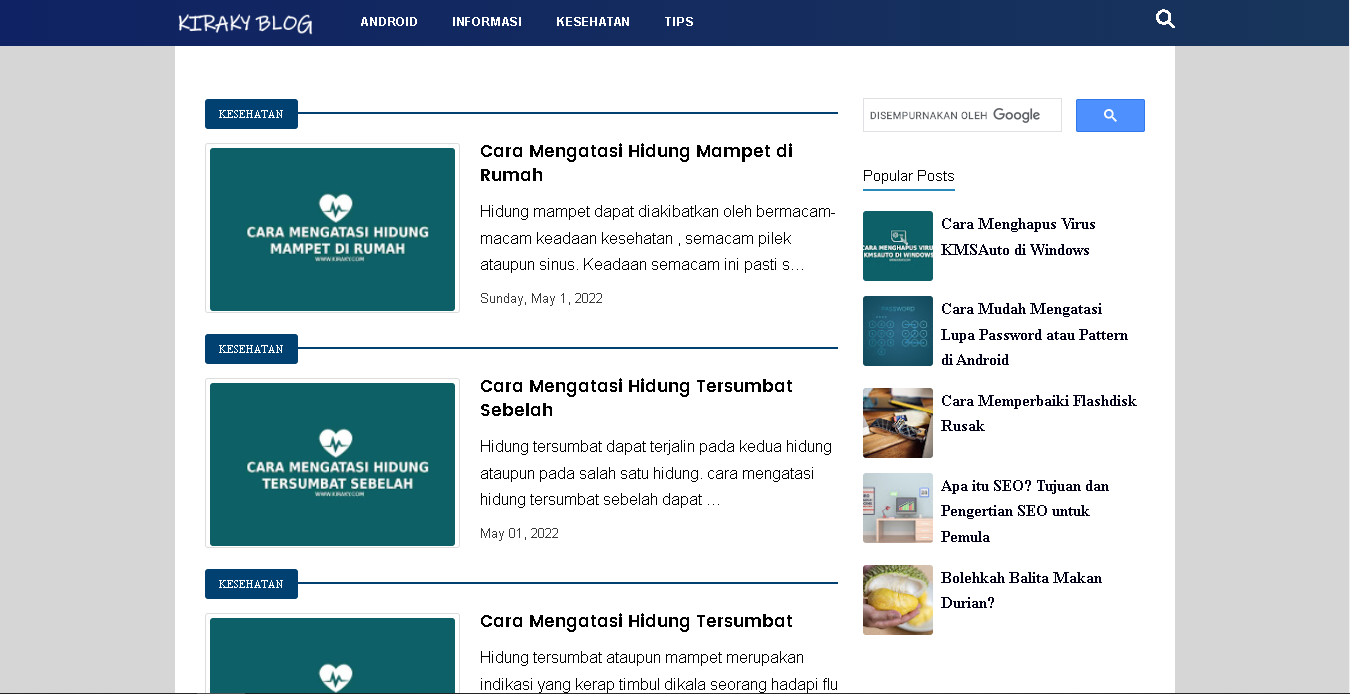 KIRAKY BLOG
ANDROID
INFORMASI
KESEHATAN
TIPS
KESEHATAN
CARA MENGATASI HIDUNG
MAMPET DI RUMAH
WWW.KIRAKY.COM
Cara Mengatasi Hidung Mampet di
Rumah
Hidung mampet dapat diakibatkan oleh bermacam-
macam keadaan kesehatan , semacam pilek
ataupun sinus. Keadaan semacam ini pasti s…
Sunday, May 1, 2022
KESEHATAN
CARA MENGATASI HIDUNG
TERSUMBAT SEBELAH
WWW.KIRAKY.COM
Cara Mengatasi Hidung Tersumbat
Sebelah
Hidung tersumbat dapat terjalin pada kedua hidung
ataupun pada salah satu hidung. cara mengatasi
hidung tersumbat sebelah dapat …
May 01, 2022
KESEHATAN
Cara Mengatasi Hidung Tersumbat
Hidung tersumbat ataupun mampet merupakan
indikasi yang kerap timbul dikala seorang hadapi flu
DISEMPURNAKAN OLEH Google
Popular Posts
CARA MENGHAPUS VIRU
KMSAUTO DI WINDOWS
Cara Menghapus Virus
KMSAuto di Windows
PASSWORD
Cara Mudah Mengatasi
Lupa Password atau Pattern
di Android
Cara Memperbaiki Flashdisk
Rusak
Apa itu SEO? Tujuan dan
Pengertian SEO untuk
Pemula
Bolehkah Balita Makan
Durian?